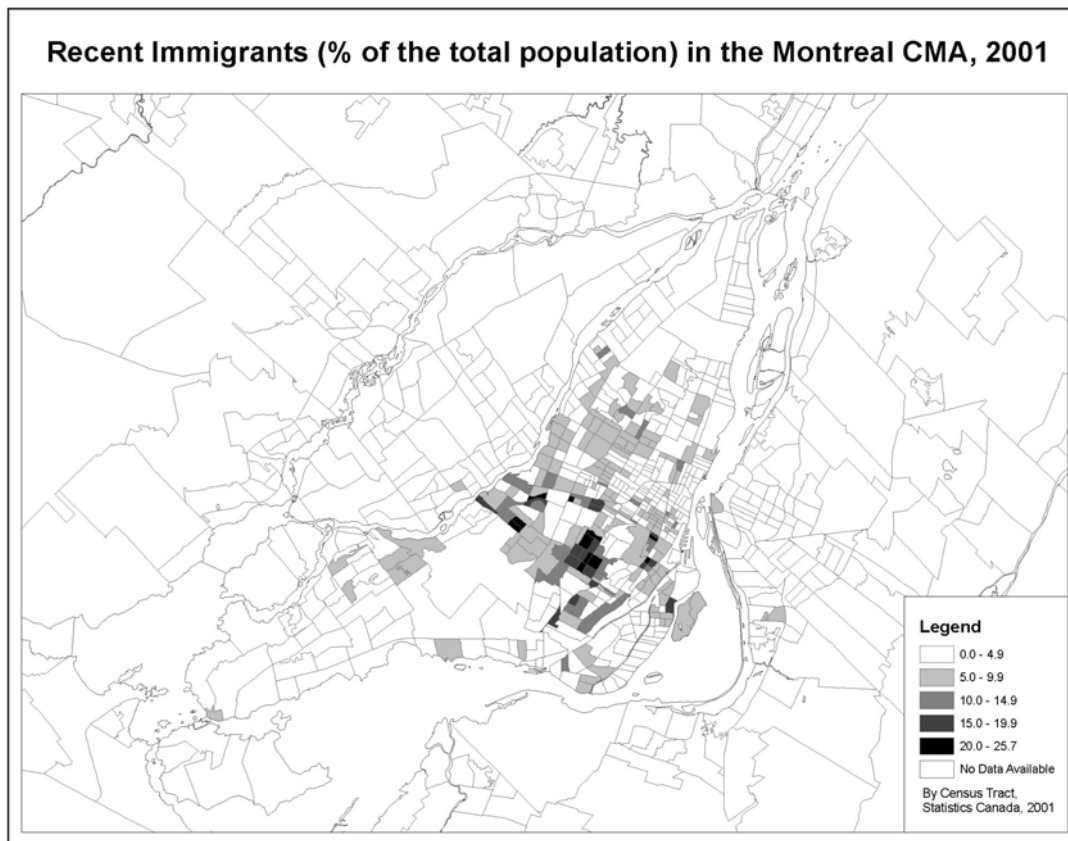 Recent Immigrants (% of the total population) in the Montreal CMA, 2001
Legend
0.0 - 4.9
5.0 - 9.9
10.0 - 14.9
15.0 - 19.9
20.0 - 25.7
No Data Available
By Census Tract,
Statistics Canada, 2001